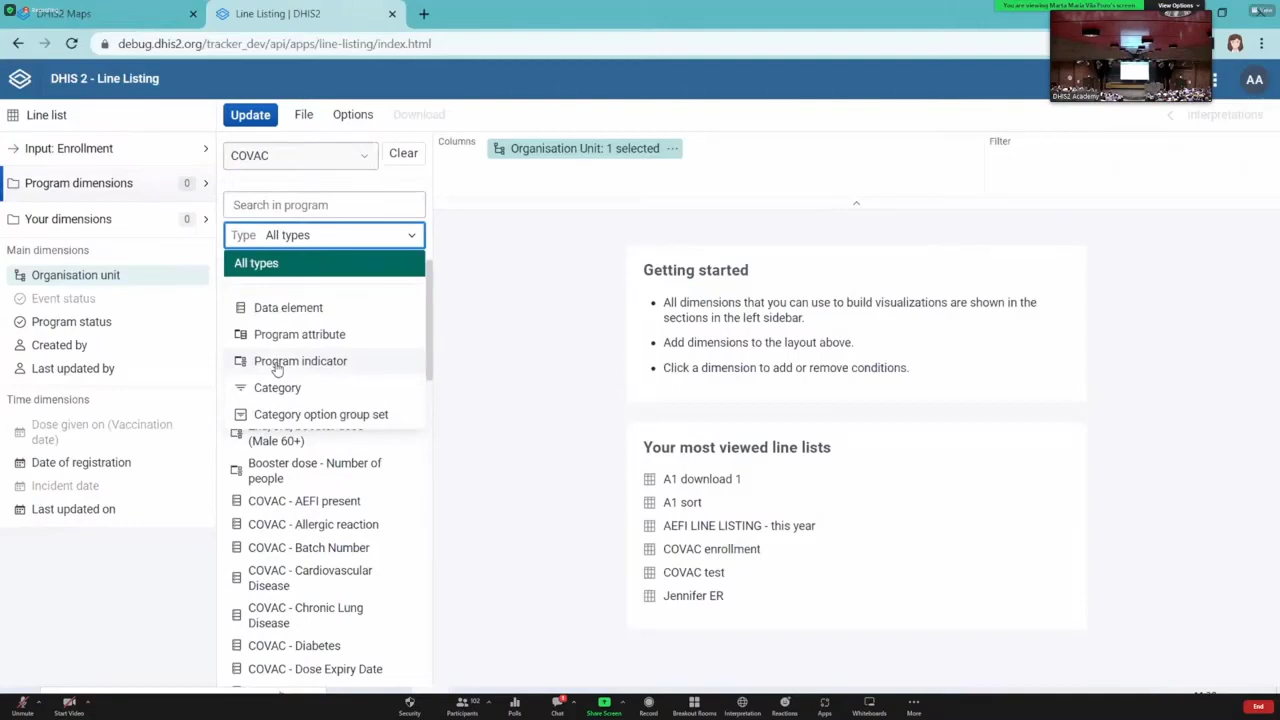 Recording
DHIS2 Maps
Line Listing | DHIS2
You are viewing Marta Maria Vila Pons's screen
View Options
debug.dhis2.org/tracker_dev/api/apps/line-listing/index.html
DHIS 2 - Line Listing
DHIS2 Academy
AA
Line list
Update
File
Options
Download
Interpretations
Input: Enrollment
COVAC
Clear
Columns
Organisation Unit: 1 selected
Filter
Program dimensions
0
Search in program
Your dimensions
0
Type
All types
All types
Main dimensions
Organisation unit
Event status
Program status
Created by
Last updated by
Time dimensions
Dose given on (Vaccination
date)
Date of registration
Incident date
Last updated on
Data element
Program attribute
Program indicator
Category
Category option group set
(Male 60+)
Booster dose - Number of
people
COVAC - AEFI present
COVAC - Allergic reaction
COVAC - Batch Number
COVAC - Cardiovascular
Disease
COVAC - Chronic Lung
Disease
COVAC - Diabetes
COVAC - Dose Expiry Date
Getting started
All dimensions that you can use to build visualizations are shown in the
sections in the left sidebar.
Add dimensions to the layout above.
Click a dimension to add or remove conditions.
Your most viewed line lists
A1 download 1
A1 sort
AEFI LINE LISTING - this year
COVAC enrollment
COVAC test
Jennifer ER
Unmute
Start Video
Security
Participants
102
Polls
Chat
Share Screen
Record
Breakout Rooms
Interpretation
Reactions
Apps
Whiteboards
More
End